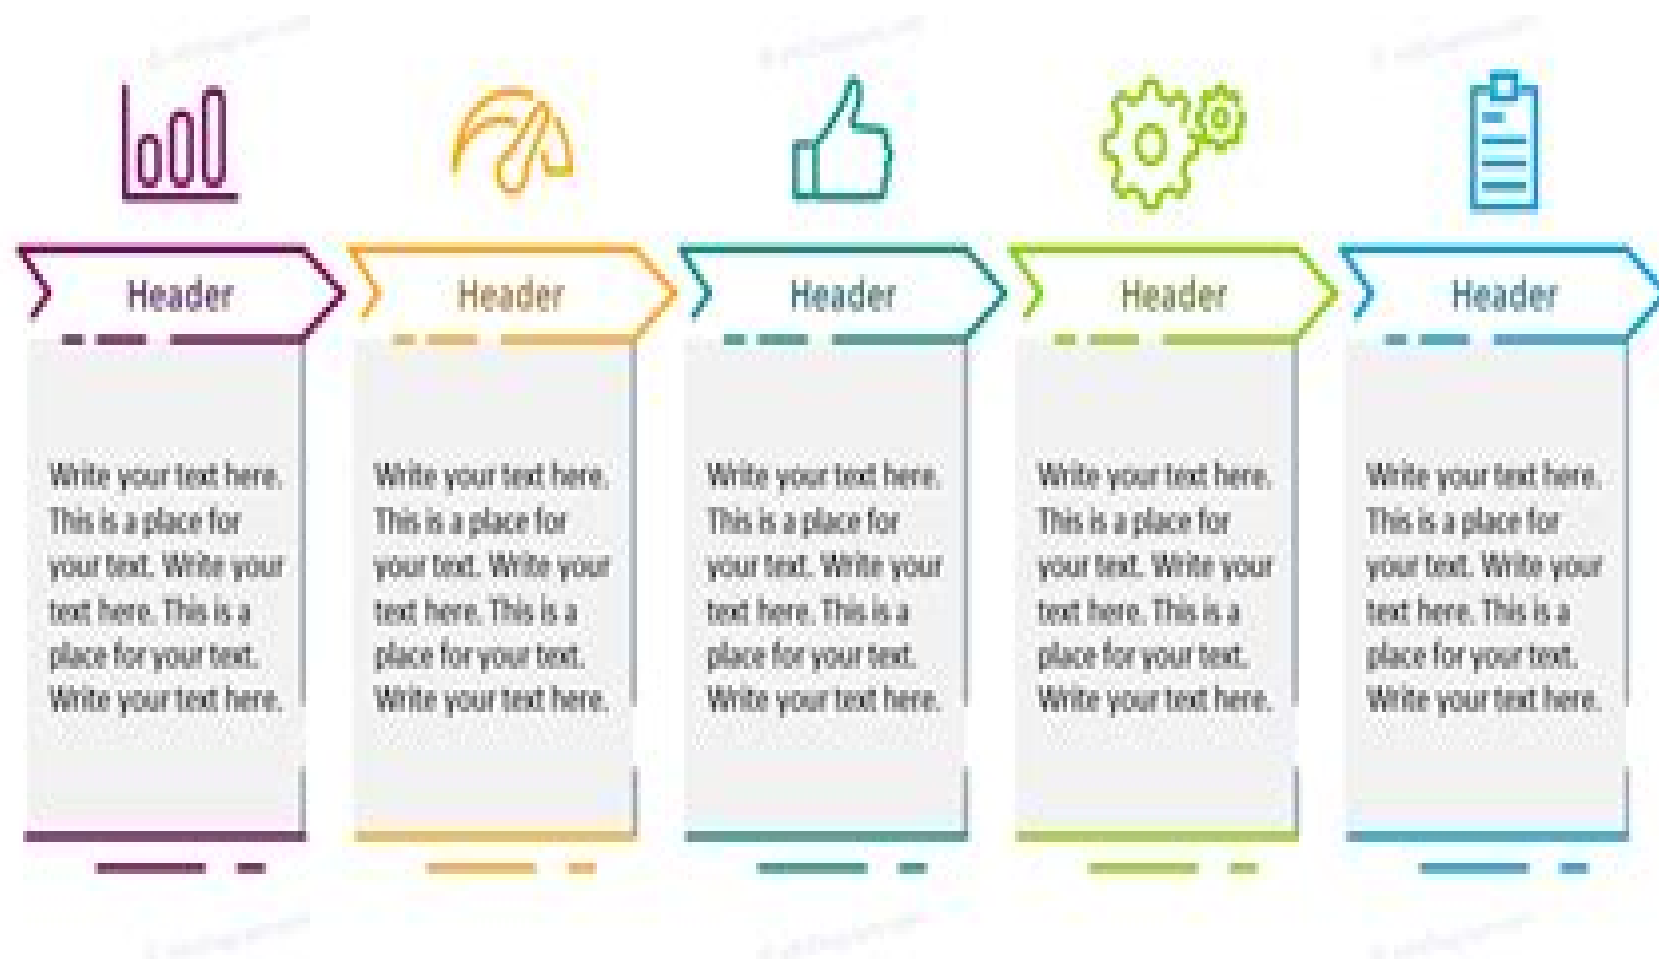 Header
Header
Header
Header
Header
Write your text here.
This is a place for
your text. Write your
text here. This is a
place for your text.
Write your text here.
Write your text here.
This is a place for
your text. Write your
text here. This is a
place for your text.
Write your text here.
Write your text here.
This is a place for
your text. Write your
text here. This is a
place for your text.
Write your text here.
Write your text here.
This is a place for
your text. Write your
text here. This is a
place for your text.
Write your text here.
Write your text here.
This is a place for
your text. Write your
text here. This is a
place for your text.
Write your text here.